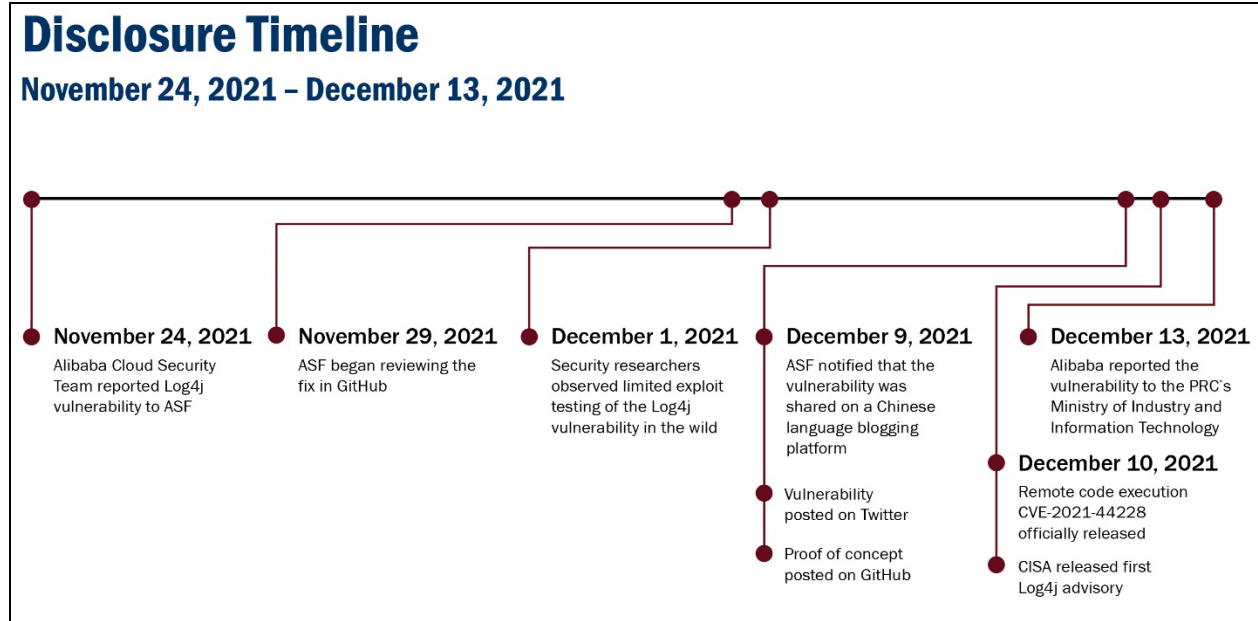 Disclosure Timeline
November 24, 2021 – December 13, 2021
November 24, 2021
Alibaba Cloud Security
Team reported Log4j
vulnerability to ASF
November 29, 2021
ASF began reviewing the
fix in GitHub
December 1, 2021
Security researchers
observed limited exploit
testing of the Log4j
vulnerability in the wild
December 9, 2021
ASF notified that the
vulnerability was
shared on a Chinese
language blogging
platform
Vulnerability
posted on Twitter
Proof of concept
posted on GitHub
December 13, 2021
Alibaba reported the
vulnerability to the PRC's
Ministry of Industry and
Information Technology
December 10, 2021
Remote code execution
CVE-2021-44228
officially released
CISA released first
Log4j advisory